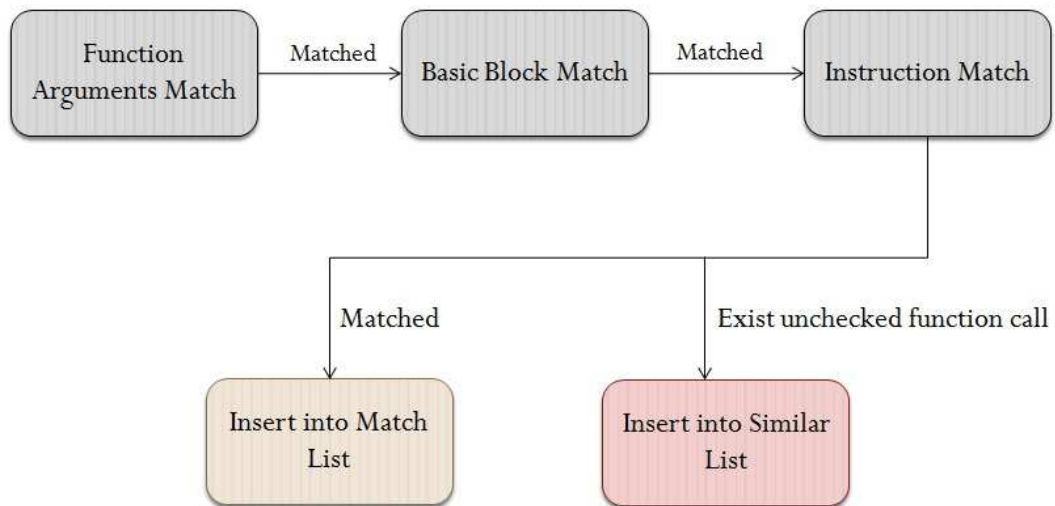 Function
Arguments Match
Matched
Basic Block Match
Matched
Instruction Match
Matched
Exist unchecked function call
Insert into Match
List
Insert into Similar
List